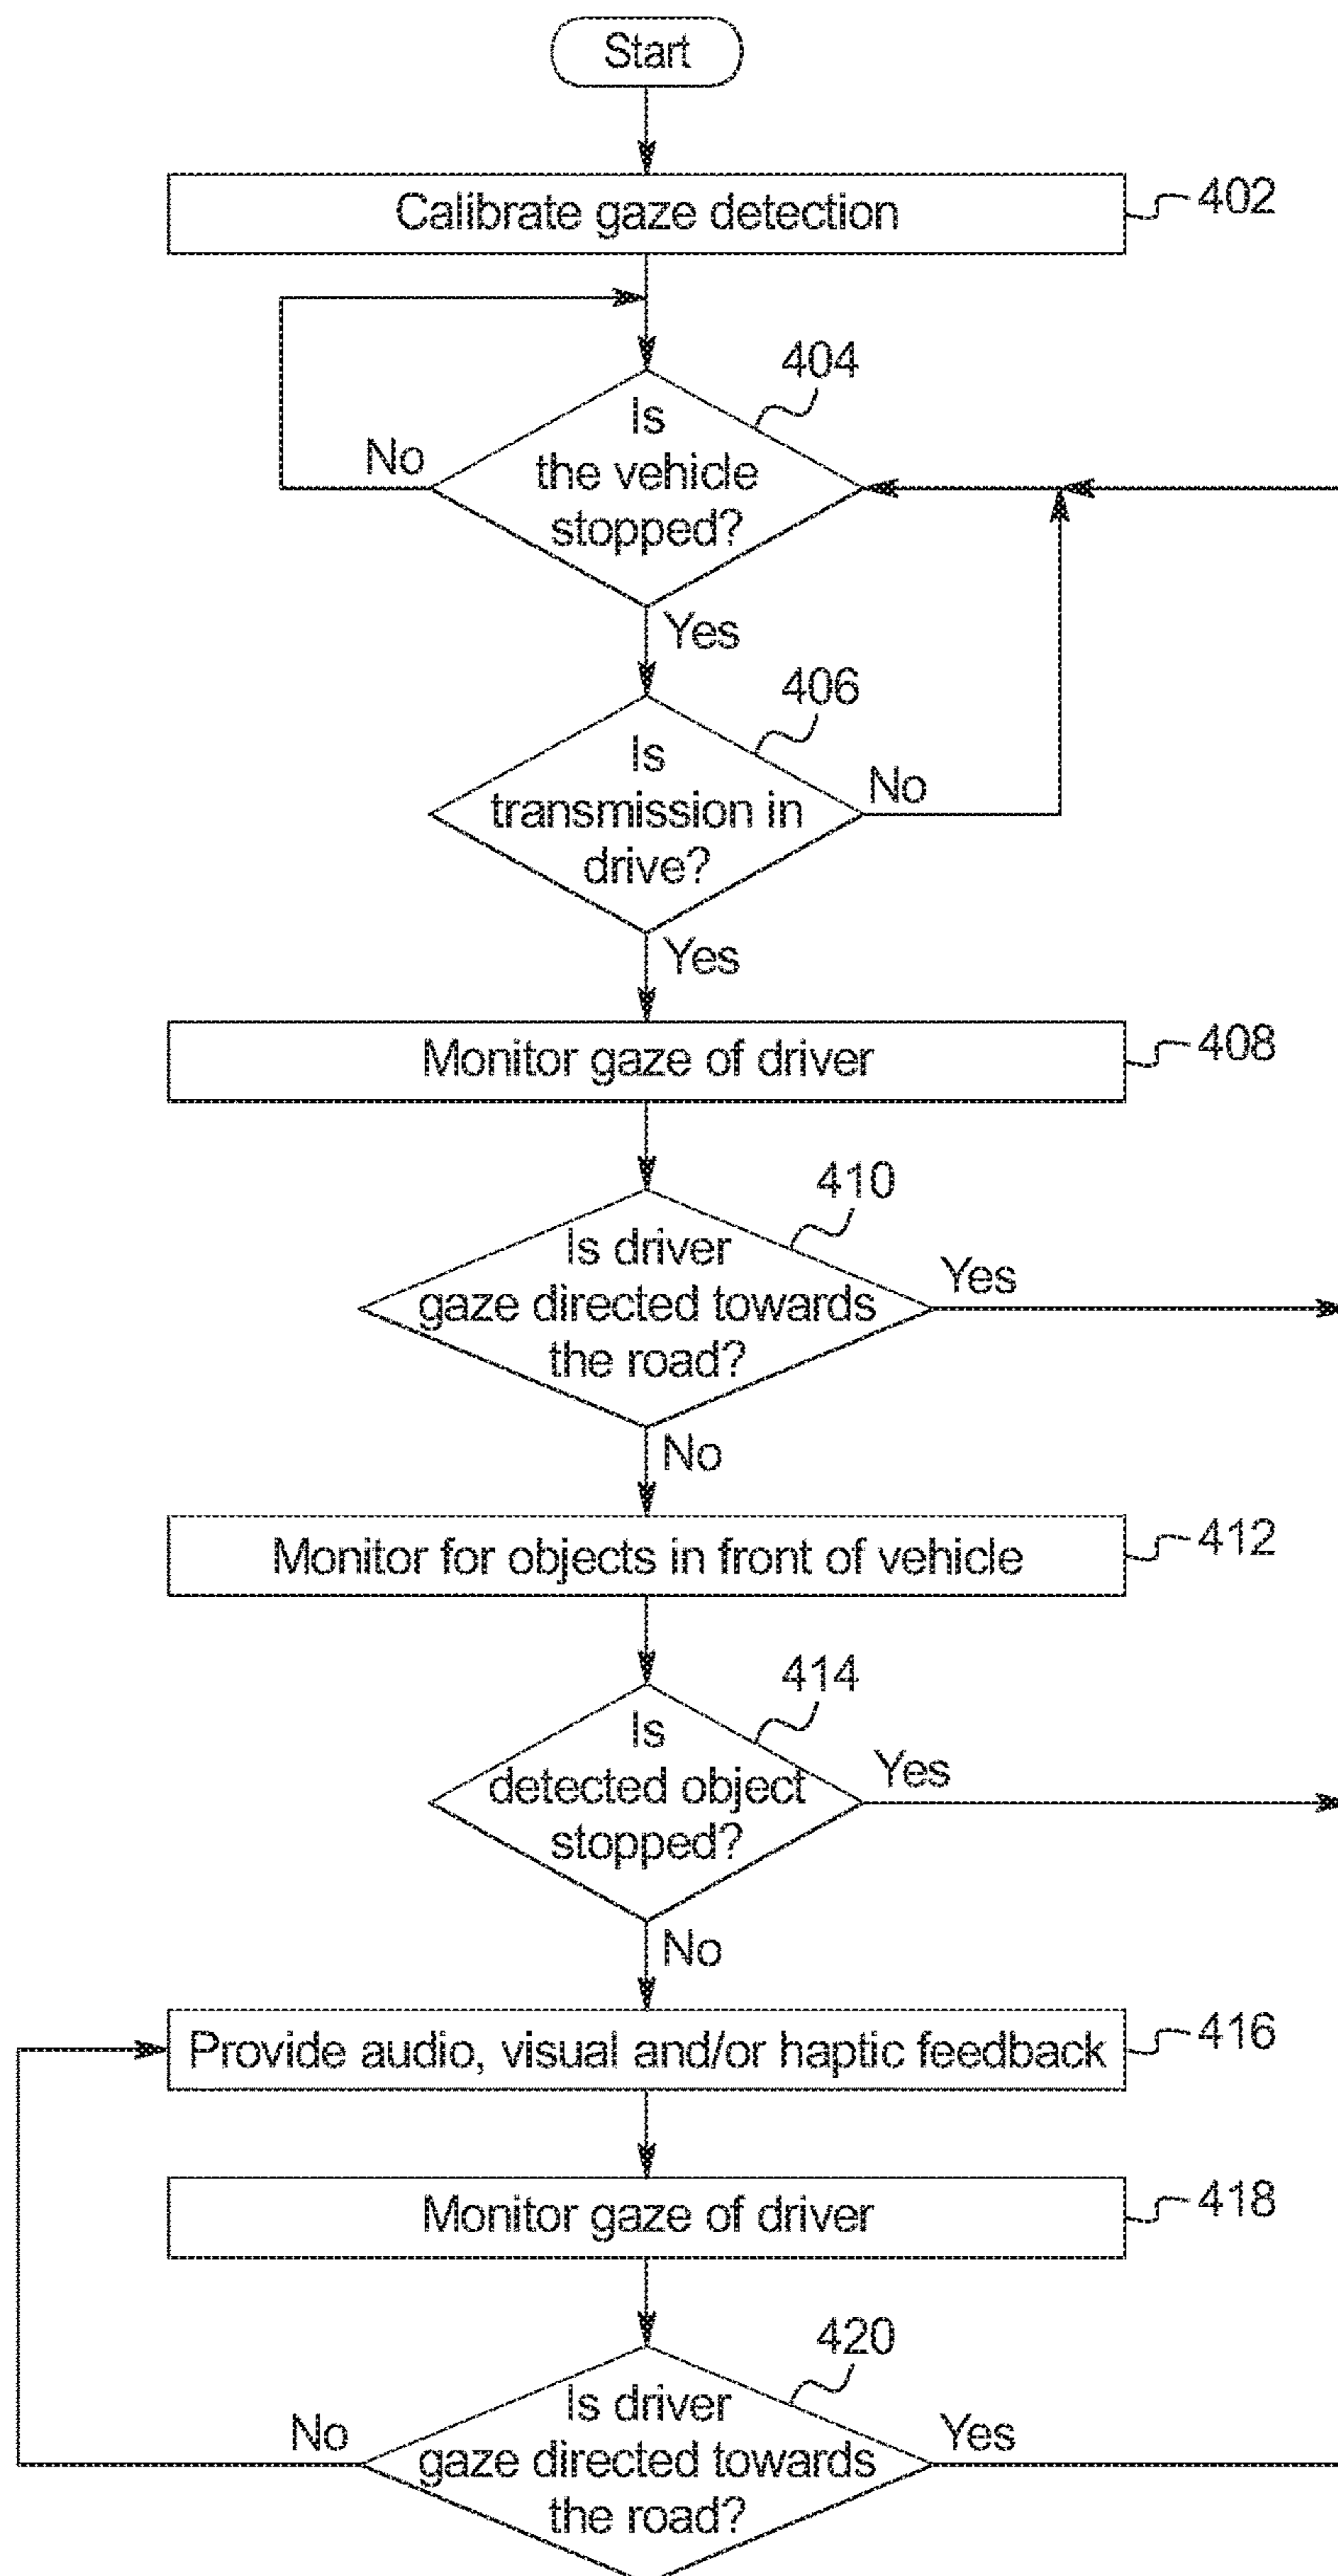 Start
Calibrate gaze detection
402
404
Is
the vehicle
stopped?
No
Yes
406
Is
transmission in
drive?
No
Yes
Monitor gaze of driver
408
410
Is driver
gaze directed towards
the road?
Yes
No
Monitor for objects in front of vehicle
412
414
Is
detected object
stopped?
Yes
No
Provide audio, visual and/or haptic feedback
416
Monitor gaze of driver
418
420
Is driver
gaze directed towards
the road?
No
Yes